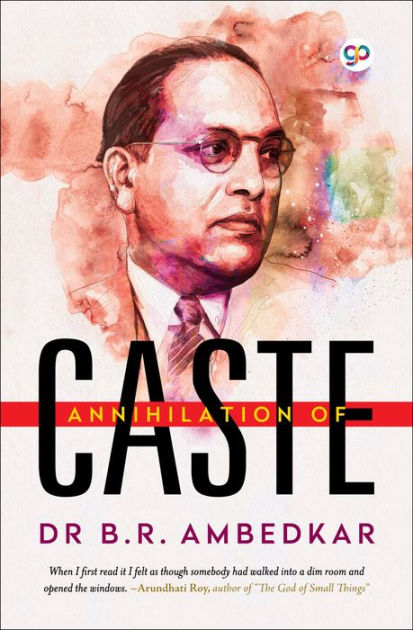 gp
CASTE
ANNIHILATION OF
DR B.R. AMBEDKAR
When I first read it I felt as though somebody had walked into a dim room and
opened the windows. –Arundhati Roy, author of "The God of Small Things"